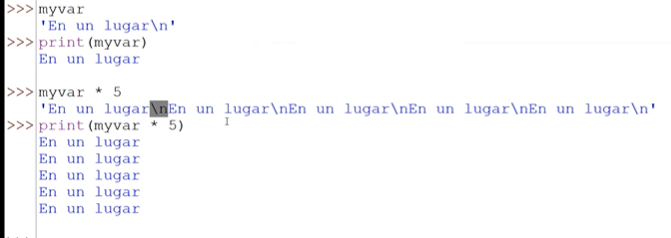 >>> myvar
'En un lugar\n'
>>> print(myvar)
En un lugar
>>> myvar * 5
'En un lugar\nEn un lugar\nEn un lugar\nEn un lugar\nEn un lugar\n'
>>> print(myvar * 5)
En un lugar
En un lugar
En un lugar
En un lugar
En un lugar